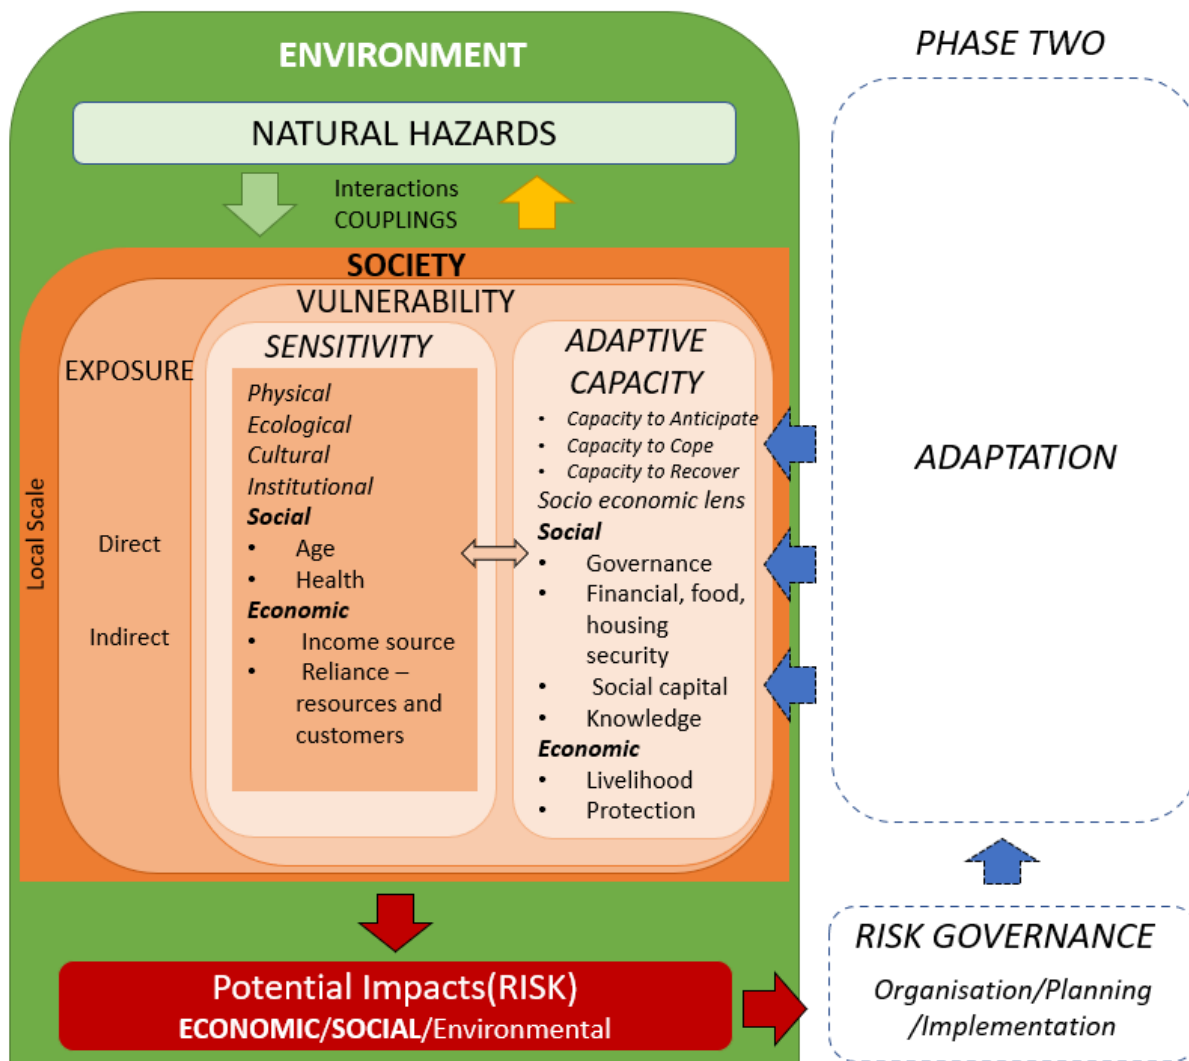 ENVIRONMENT
NATURAL HAZARDS
Interactions
COUPLINGS
SOCIETY
VULNERABILITY
EXPOSURE
Direct
Indirect
Local Scale
SENSITIVITY
Physical
Ecological
Cultural
Institutional
Social
• Age
• Health
Economic
• Income source
• Reliance –
resources and
customers
ADAPTIVE
CAPACITY
• Capacity to Anticipate
• Capacity to Cope
• Capacity to Recover
Socio economic lens
Social
• Governance
• Financial, food,
housing
security
• Social capital
• Knowledge
Economic
• Livelihood
• Protection
Potential Impacts(RISK)
ECONOMIC/SOCIAL/Environmental
PHASE TWO
ADAPTATION
RISK GOVERNANCE
Organisation/Planning
/Implementation